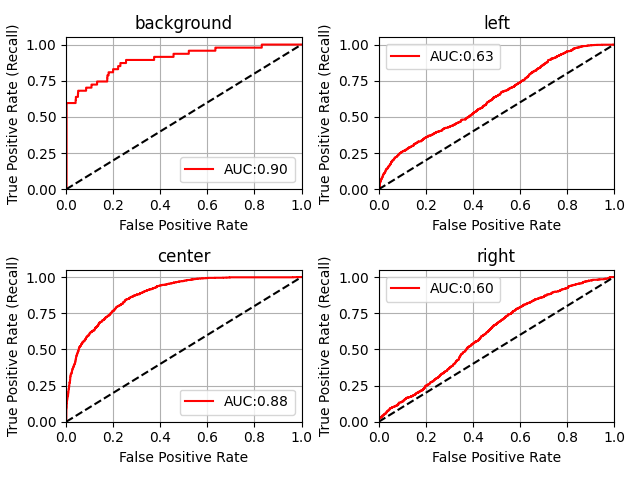 background
True Positive Rate (Recall)
1.00
0.75
0.50
0.25
0.00
AUC:0.90
0.0 0.2 0.4 0.6 0.8 1.0
False Positive Rate
left
True Positive Rate (Recall)
1.00
0.75
0.50
0.25
0.00
AUC:0.63
0.0 0.2 0.4 0.6 0.8 1.0
False Positive Rate
center
True Positive Rate (Recall)
1.00
0.75
0.50
0.25
0.00
AUC:0.88
0.0 0.2 0.4 0.6 0.8 1.0
False Positive Rate
right
True Positive Rate (Recall)
1.00
0.75
0.50
0.25
0.00
AUC:0.60
0.0 0.2 0.4 0.6 0.8 1.0
False Positive Rate